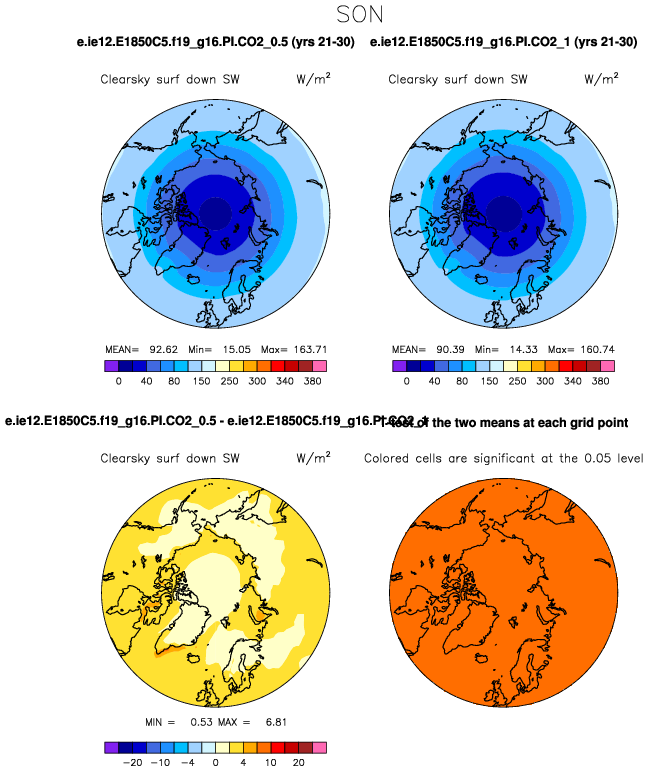 SON
e.ie12.E1850C5.f19_g16.PI.CO2_0.5 (yrs 21-30)
e.ie12.E1850C5.f19_g16.PI.CO2_1 (yrs 21-30)
Clearsky surf down SW W/m²
Clearsky surf down SW W/m²
MEAN= 92.62 Min= 15.05 Max= 163.71
0 40 80 150 250 300 340 380
MEAN= 90.39 Min= 14.33 Max= 160.74
0 40 80 150 250 300 340 380
e.ie12.E1850C5.f19_g16.PI.CO2_0.5 - e.ie12.E1850C5.f19_g16.PI.CO2_1
T-test of the two means at each grid point
Clearsky surf down SW W/m²
Colored cells are significant at the 0.05 level
MIN = 0.53 MAX = 6.81
-20 -10 -4 0 4 10 20